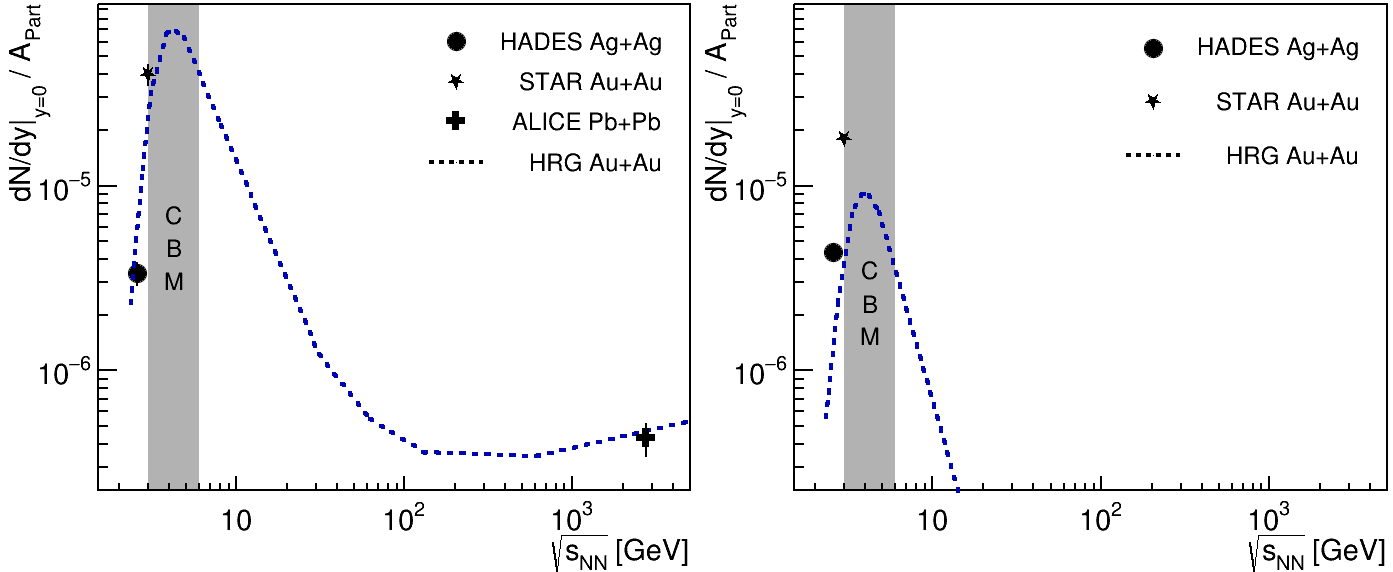 dN/dy|y=0 / APart
HADES Ag+Ag
STAR Au+Au
ALICE Pb+Pb
HRG Au+Au
C
B
M
10⁻⁵
10⁻⁶
10
10²
10³
√sNN [GeV]
dN/dy|y=0 / APart
HADES Ag+Ag
STAR Au+Au
HRG Au+Au
C
B
M
10⁻⁵
10⁻⁶
10
10²
10³
√sNN [GeV]